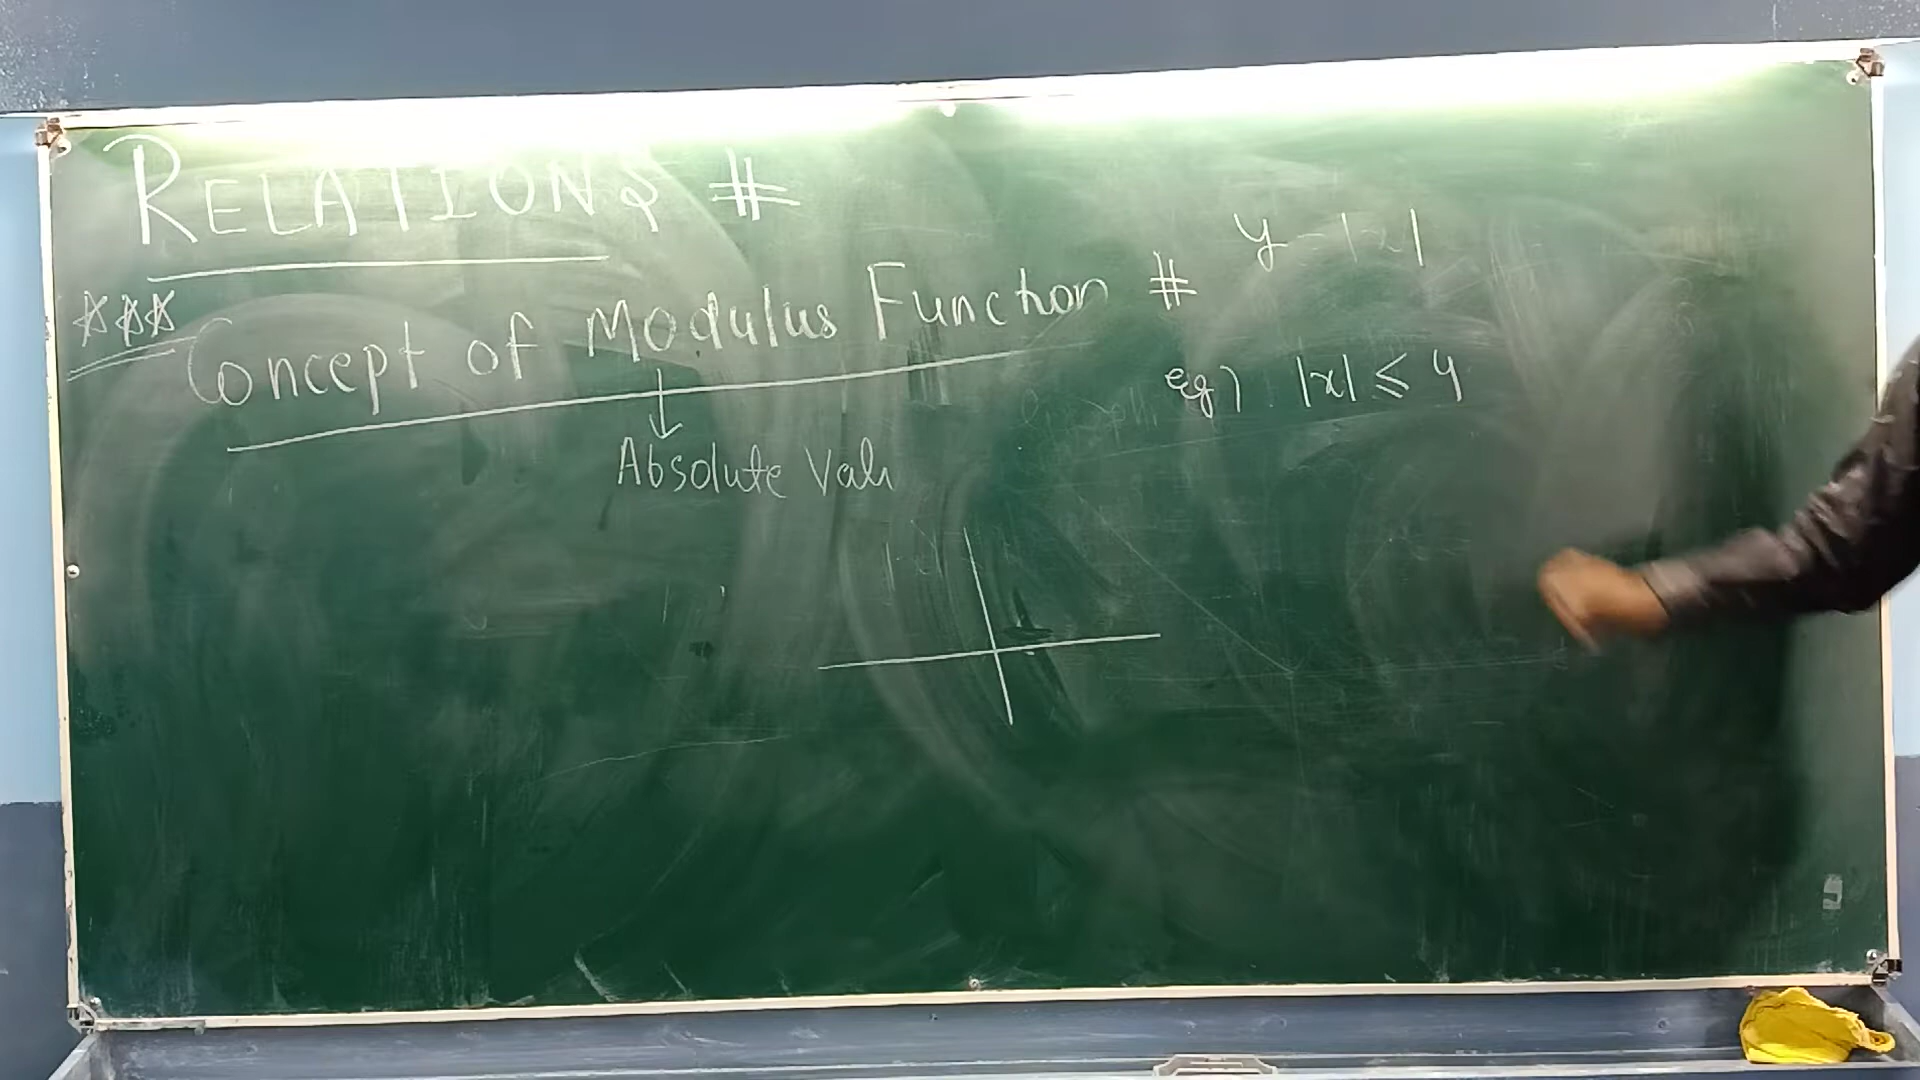 RELATIONS #
y = |x|
*** Concept of Modulus Function #
eg) |x| ≤ 4
↓
Absolute Valu